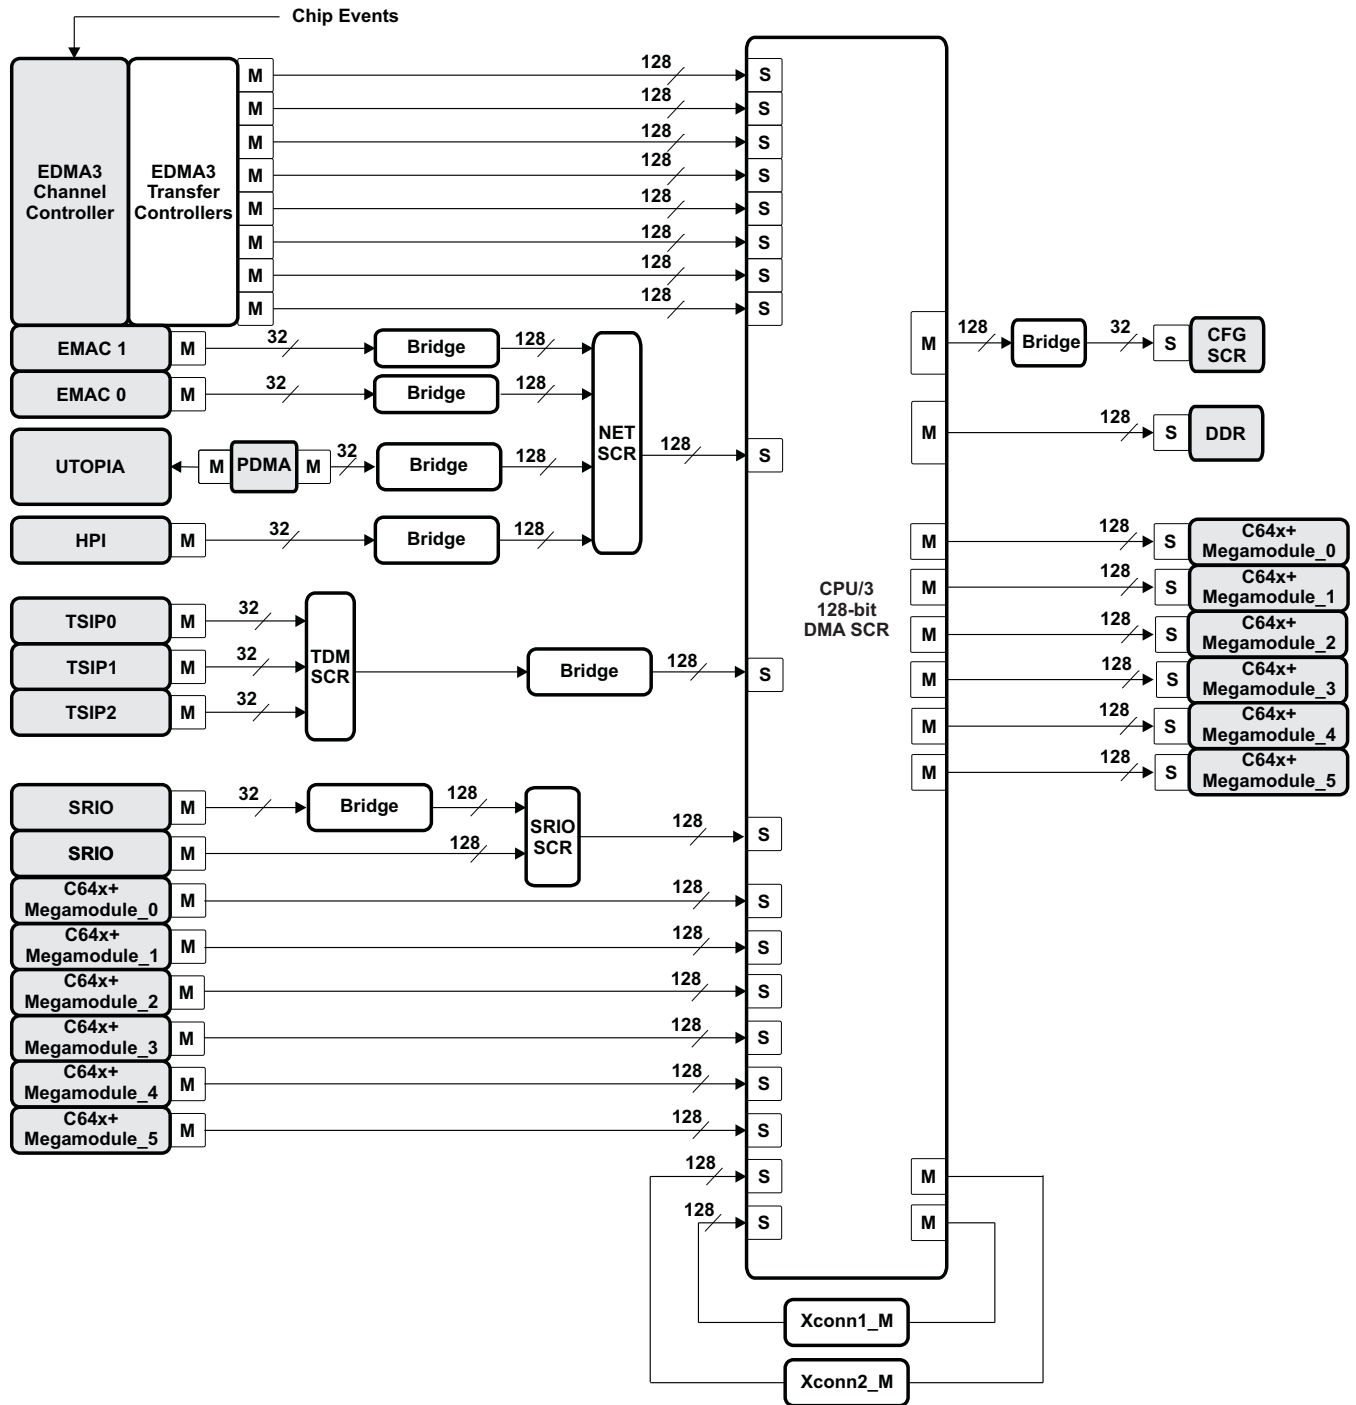 Chip Events
EDMA3
Channel
Controller
EDMA3
Transfer
Controllers
M 128 S
M 128 S
M 128 S
M 128 S
M 128 S
M 128 S
M 128 S
M 128 S
EMAC 1 M 32 Bridge 128
EMAC 0 M 32 Bridge 128
UTOPIA M PDMA M 32 Bridge 128
HPI M 32 Bridge 128
NET
SCR
128 S
TSIP0 M 32
TSIP1 M 32
TSIP2 M 32
TDM
SCR
Bridge 128 S
SRIO M 32 Bridge 128
SRIO M 128
SRIO
SCR
128 S
C64x+
Megamodule_0 M 128 S
C64x+
Megamodule_1 M 128 S
C64x+
Megamodule_2 M 128 S
C64x+
Megamodule_3 M 128 S
C64x+
Megamodule_4 M 128 S
C64x+
Megamodule_5 M 128 S
128 S M
128 S M
CPU/3
128-bit
DMA SCR
M 128 Bridge 32 S CFG
SCR
M 128 S DDR
M 128 S C64x+
Megamodule_0
M 128 S C64x+
Megamodule_1
M 128 S C64x+
Megamodule_2
M 128 S C64x+
Megamodule_3
M 128 S C64x+
Megamodule_4
M 128 S C64x+
Megamodule_5
Xconn1_M
Xconn2_M